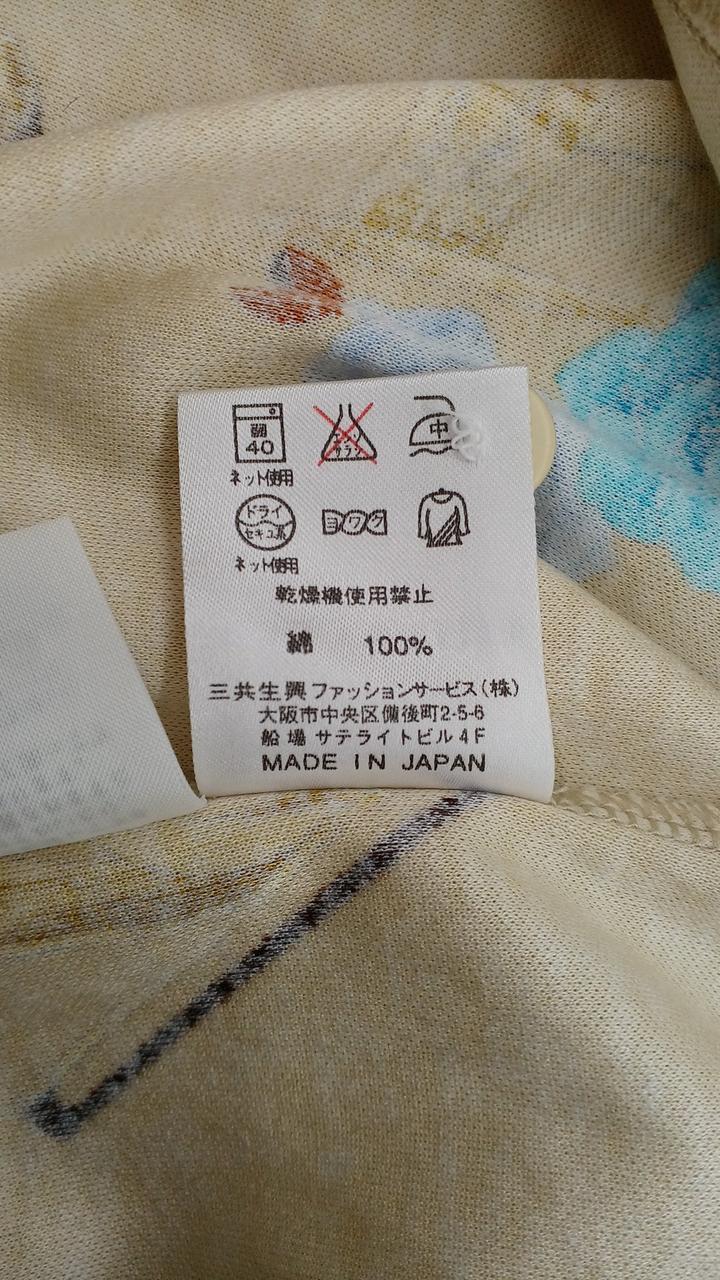 弱
40
エンソ
サラシ
中
ネット使用
ドライ
セキユ系
ヨワク
ネット使用
乾燥機使用禁止
綿 100%
三共生興ファッションサービス(株)
大阪市中央区備後町2-5-6
船場サテライトビル4F
MADE IN JAPAN